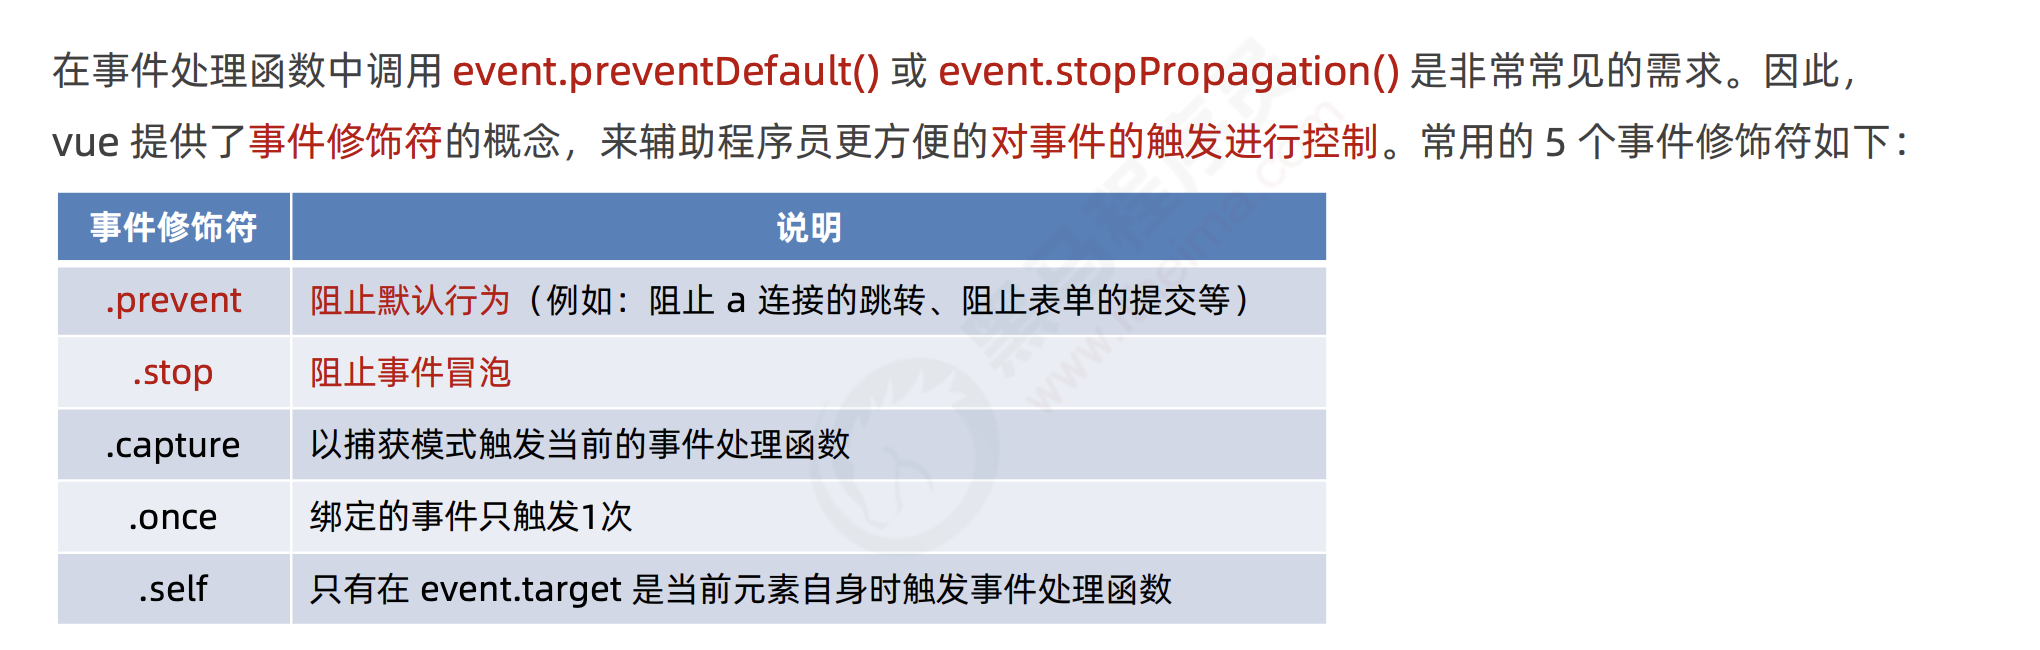 在事件处理函数中调用 event.preventDefault() 或 event.stopPropagation() 是非常常见的需求。因此，
vue 提供了事件修饰符的概念，来辅助程序员更方便的对事件的触发进行控制。常用的 5 个事件修饰符如下：
事件修饰符 说明
.prevent 阻止默认行为（例如：阻止 a 连接的跳转、阻止表单的提交等）
.stop 阻止事件冒泡
.capture 以捕获模式触发当前的事件处理函数
.once 绑定的事件只触发1次
.self 只有在 event.target 是当前元素自身时触发事件处理函数
黑马程序员